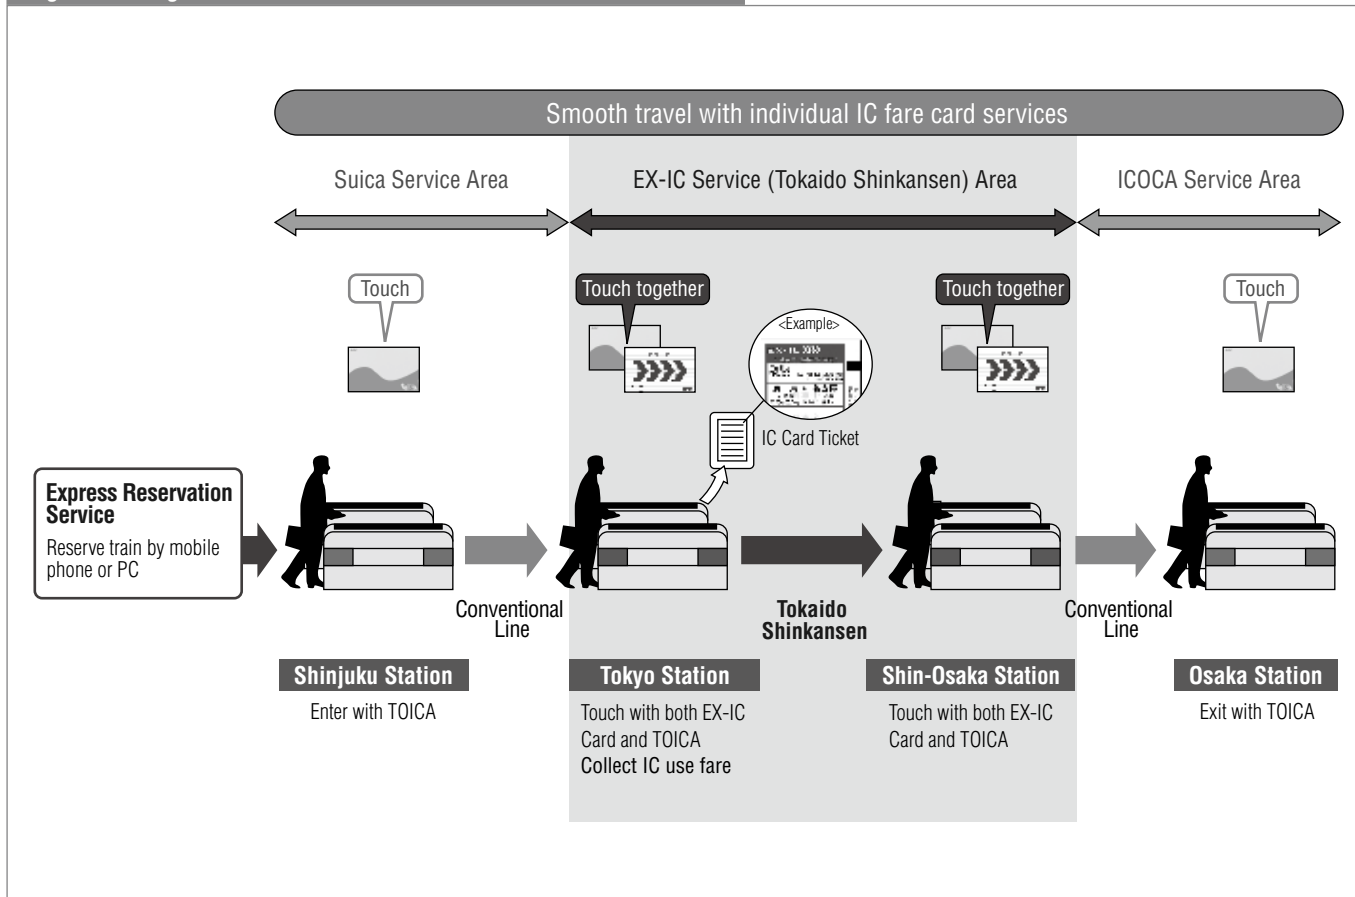 Smooth travel with individual IC fare card services
Suica Service Area
EX-IC Service (Tokaido Shinkansen) Area
ICOCA Service Area
Touch
Touch together
Touch together
Touch
<Example>
IC Card Ticket
Express Reservation
Service
Reserve train by mobile
phone or PC
Conventional
Line
Tokaido
Shinkansen
Conventional
Line
Shinjuku Station
Enter with TOICA
Tokyo Station
Touch with both EX-IC
Card and TOICA
Collect IC use fare
Shin-Osaka Station
Touch with both EX-IC
Card and TOICA
Osaka Station
Exit with TOICA